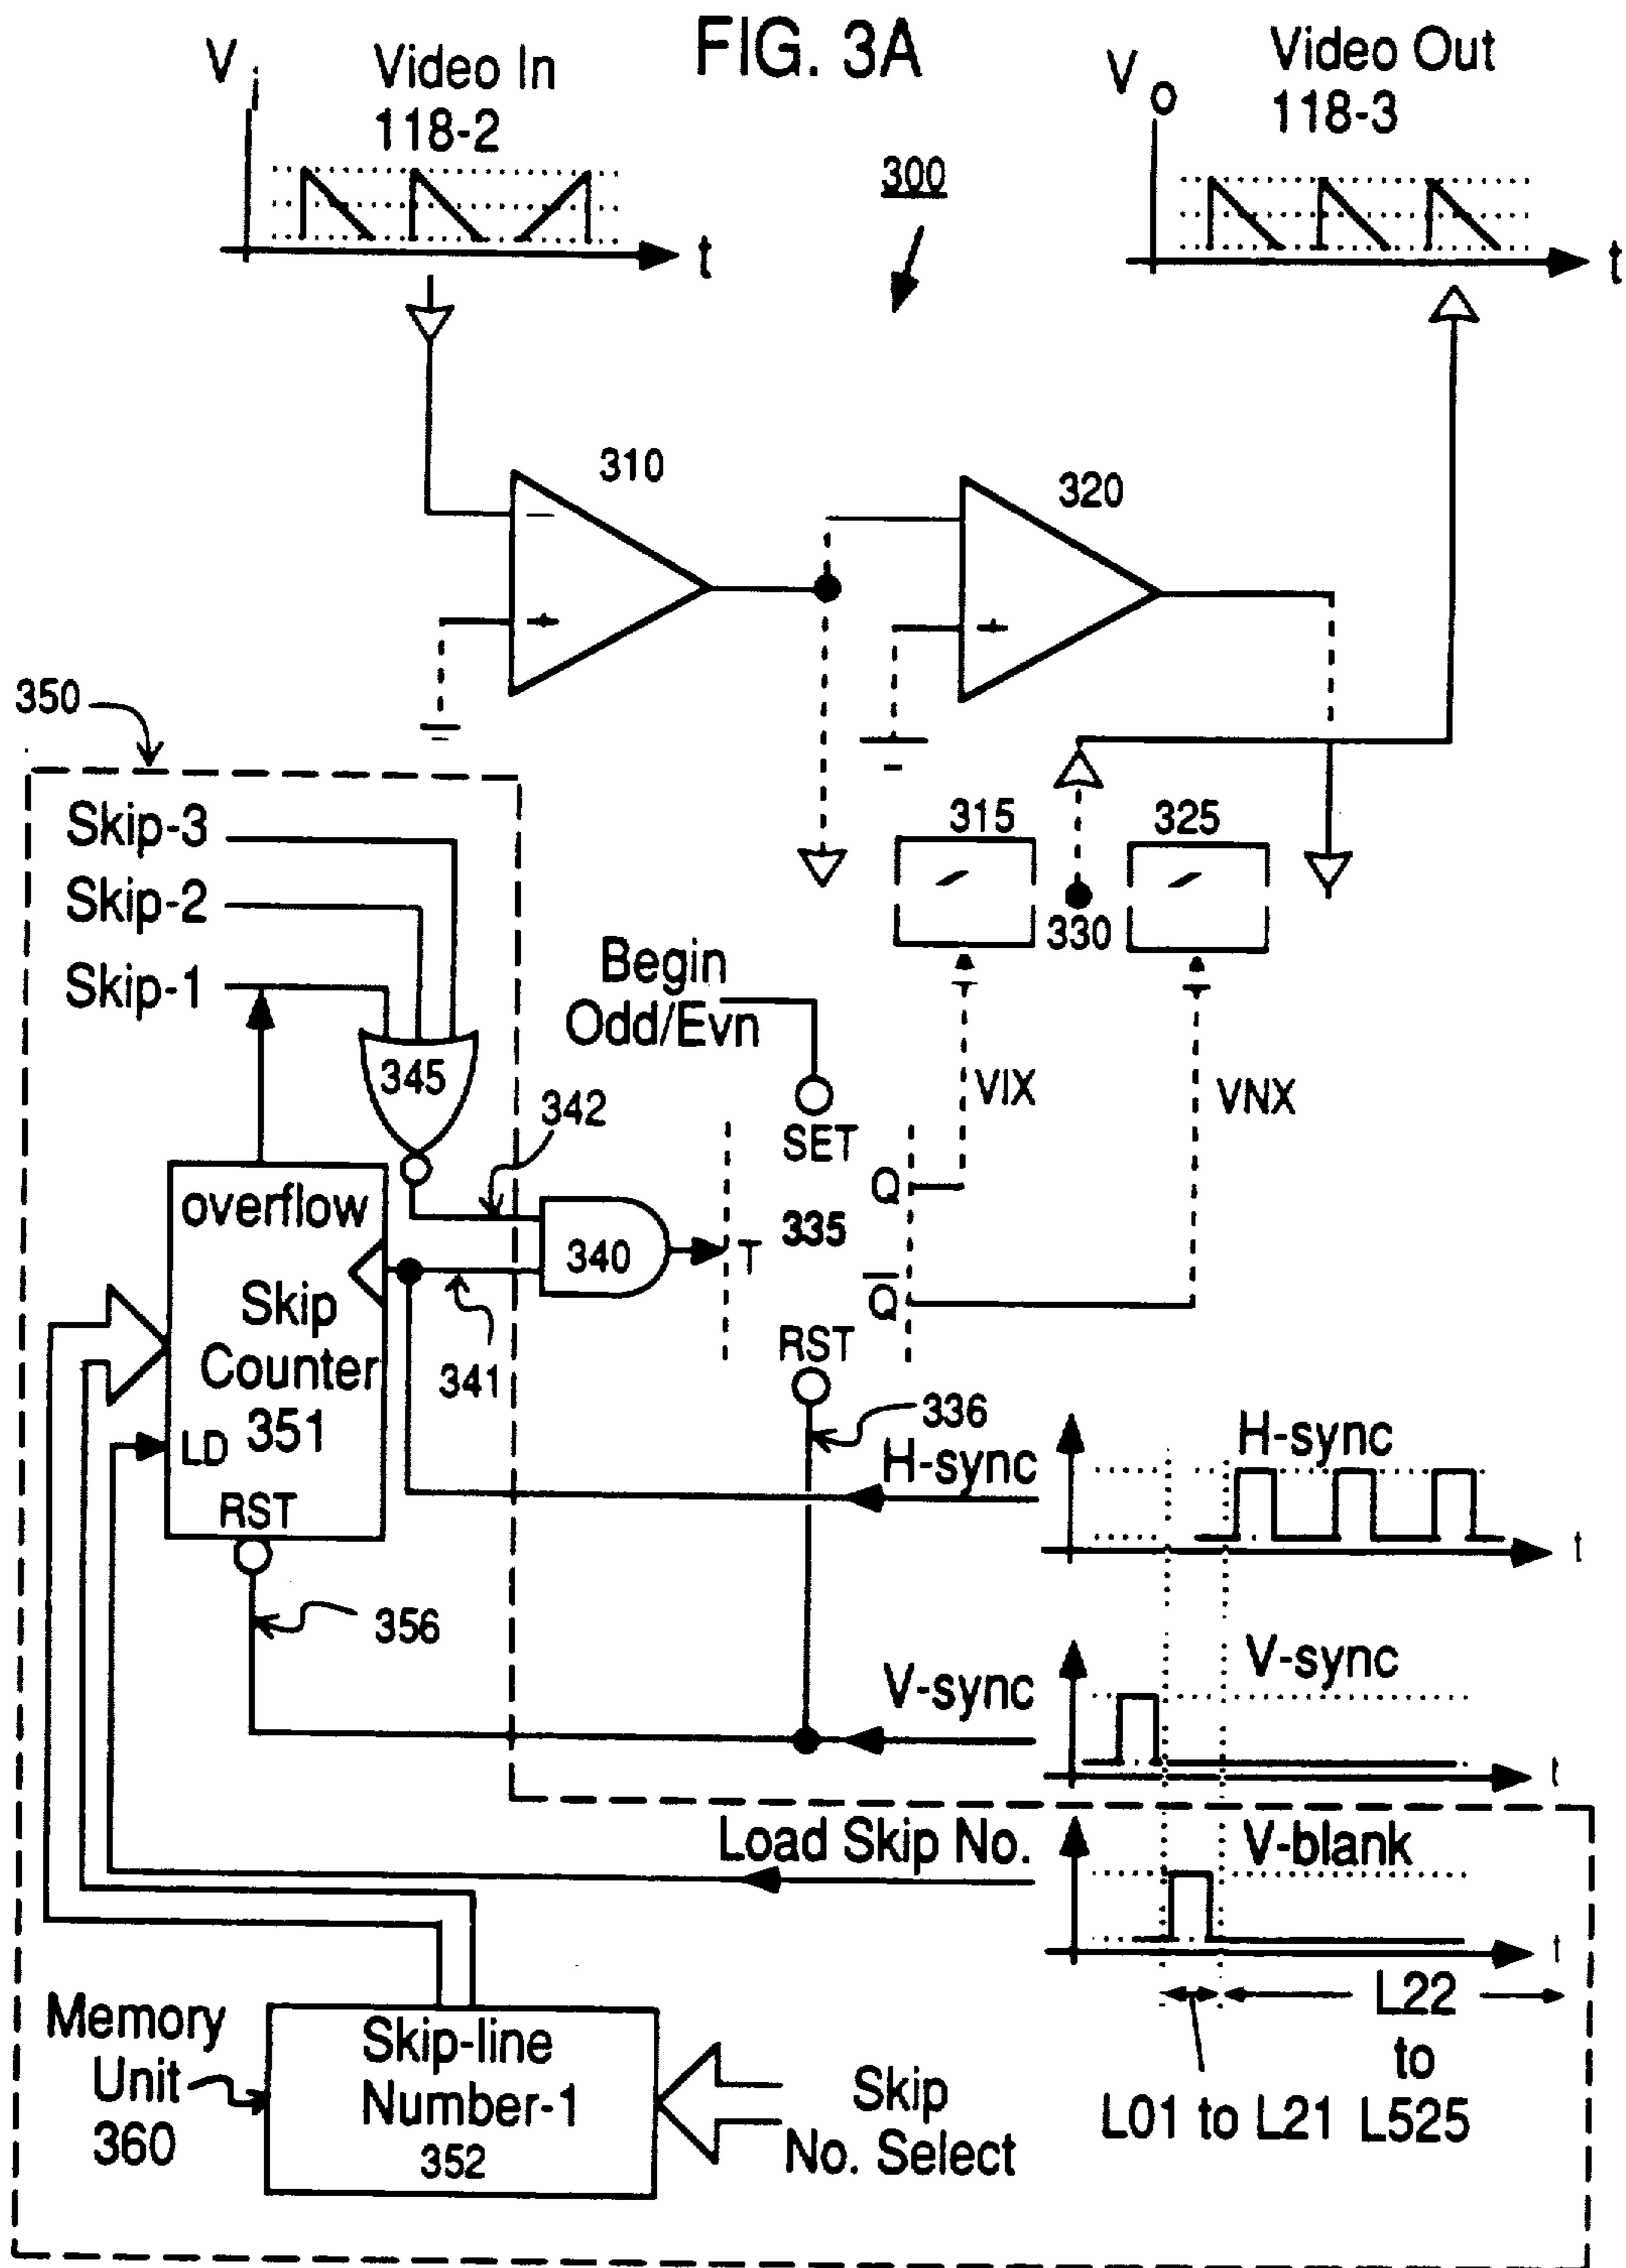 FIG. 3A
V i
Video In
118-2
t
300
V O
Video Out
118-3
t
310
−
+
320
+
350
Skip-3
Skip-2
Skip-1
345
342
Begin
Odd/Evn
315
325
330
VIX
VNX
SET
Q
335
T
Q
RST
340
341
overflow
Skip
Counter
351
LD
RST
336
H-sync
H-sync
t
356
V-sync
V-sync
t
Load Skip No.
V-blank
t
L22
to
L525
L01 to L21
Memory
Unit
360
Skip-line
Number-1
352
Skip
No. Select